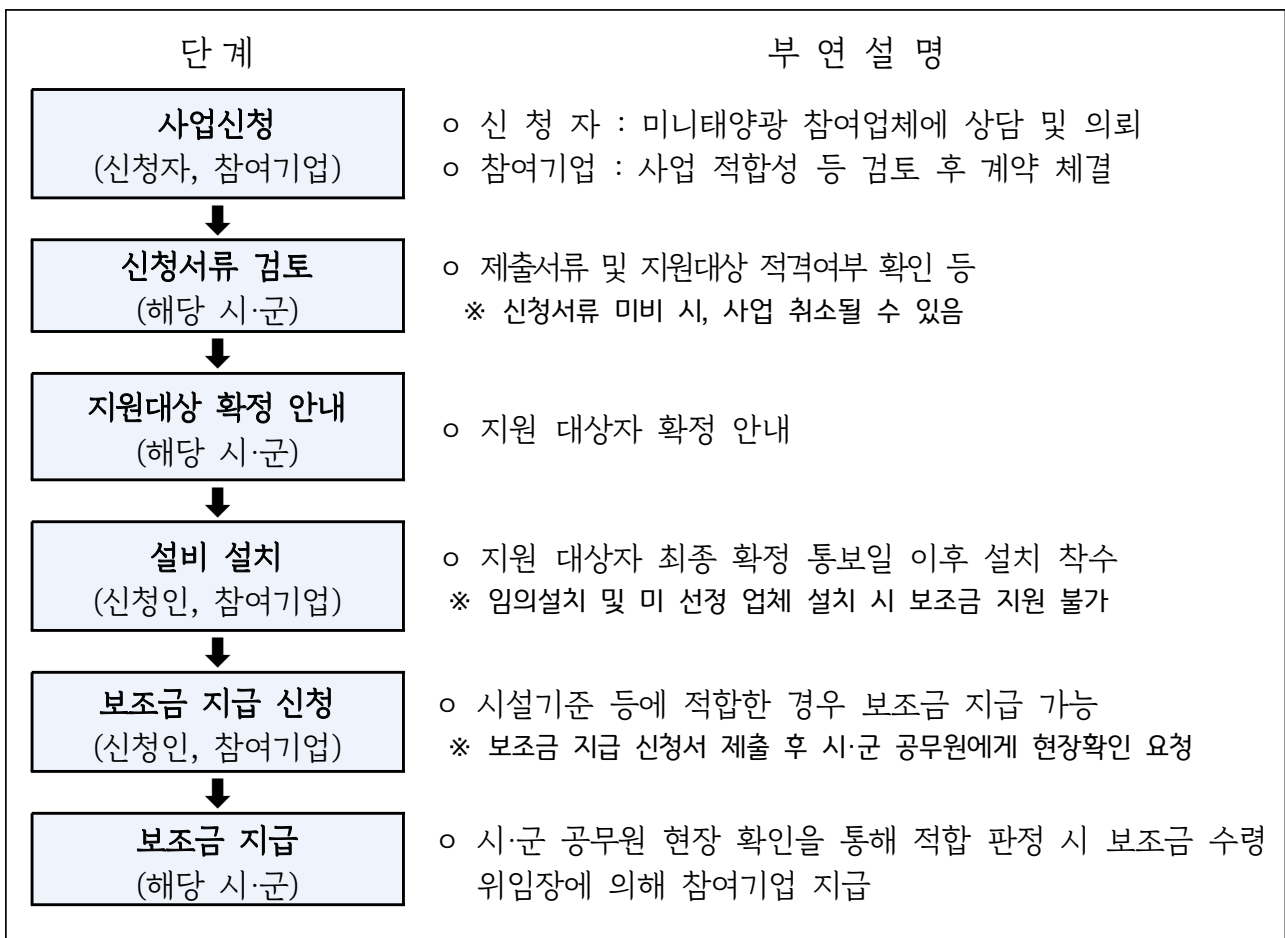 단 계
부 연 설 명
사업신청
(신청자, 참여기업)
ㅇ 신 청 자 : 미니태양광 참여업체에 상담 및 의뢰
ㅇ 참여기업 : 사업 적합성 등 검토 후 계약 체결
신청서류 검토
(해당 시·군)
ㅇ 제출서류 및 지원대상 적격여부 확인 등
※ 신청서류 미비 시, 사업 취소될 수 있음
지원대상 확정 안내
(해당 시·군)
ㅇ 지원 대상자 확정 안내
설비 설치
(신청인, 참여기업)
ㅇ 지원 대상자 최종 확정 통보일 이후 설치 착수
※ 임의설치 및 미 선정 업체 설치 시 보조금 지원 불가
보조금 지급 신청
(신청인, 참여기업)
ㅇ 시설기준 등에 적합한 경우 보조금 지급 가능
※ 보조금 지급 신청서 제출 후 시·군 공무원에게 현장확인 요청
보조금 지급
(해당 시·군)
ㅇ 시·군 공무원 현장 확인을 통해 적합 판정 시 보조금 수령
위임장에 의해 참여기업 지급